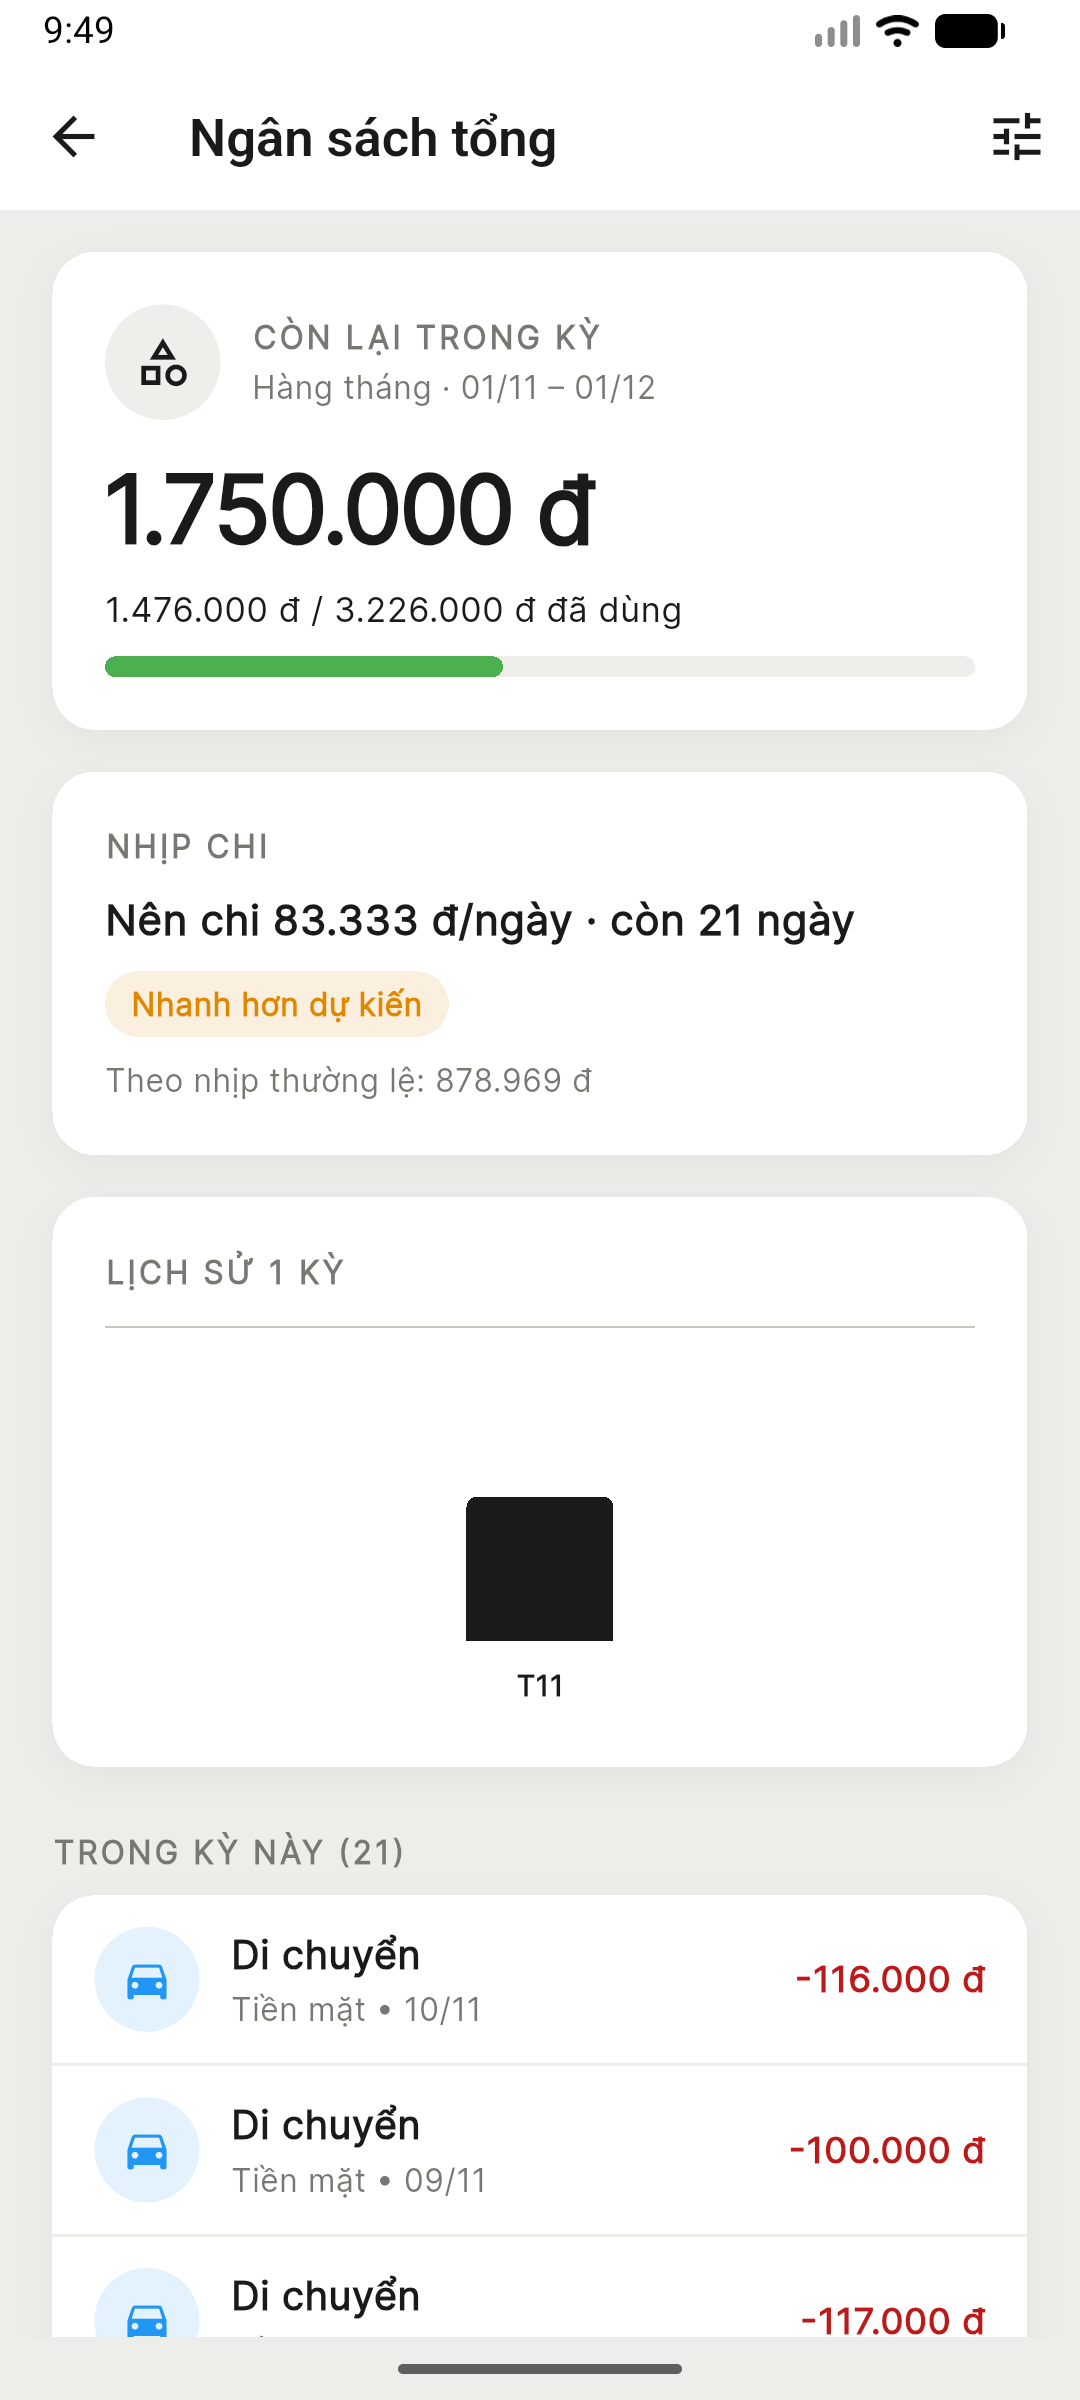 9:49
Ngân sách tổng
CÒN LẠI TRONG KỲ
Hàng tháng · 01/11 – 01/12
1.750.000 đ
1.476.000 đ / 3.226.000 đ đã dùng
NHỊP CHI
Nên chi 83.333 đ/ngày · còn 21 ngày
Nhanh hơn dự kiến
Theo nhịp thường lệ: 878.969 đ
LỊCH SỬ 1 KỲ
T11
TRONG KỲ NÀY (21)
Di chuyển
Tiền mặt • 10/11
-116.000 đ
Di chuyển
Tiền mặt • 09/11
-100.000 đ
Di chuyển
-117.000 đ